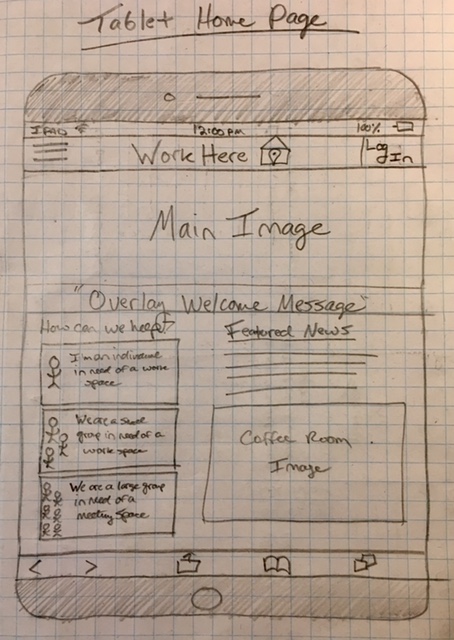 Tablet Home Page
IPAD 12:00 PM 100%
Work Here
Log In
Main Image
"Overlay Welcome Message"
How can we help?
I'm an individual
in need of a work
space
We are a small
group in need of a
work space
We are a large group
in need of a
meeting space
Featured News
Coffee Room
Image